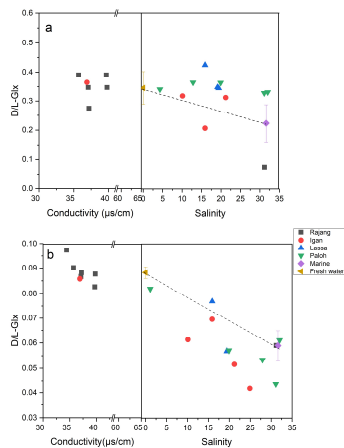 a
D/L-Glx
0.5
0.4
0.3
0.2
0.1
0.0
30 35 40 60 0 5 10 15 20 25 30 35
Conductivity (µs/cm) Salinity
Rajang
Igan
Lassa
Paloh
Marine
Fresh water
b
D/L-Glx
0.10
0.09
0.08
0.07
0.06
0.05
0.04
0.03
30 35 40 60 0 5 10 15 20 25 30 35
Conductivity (µs/cm) Salinity